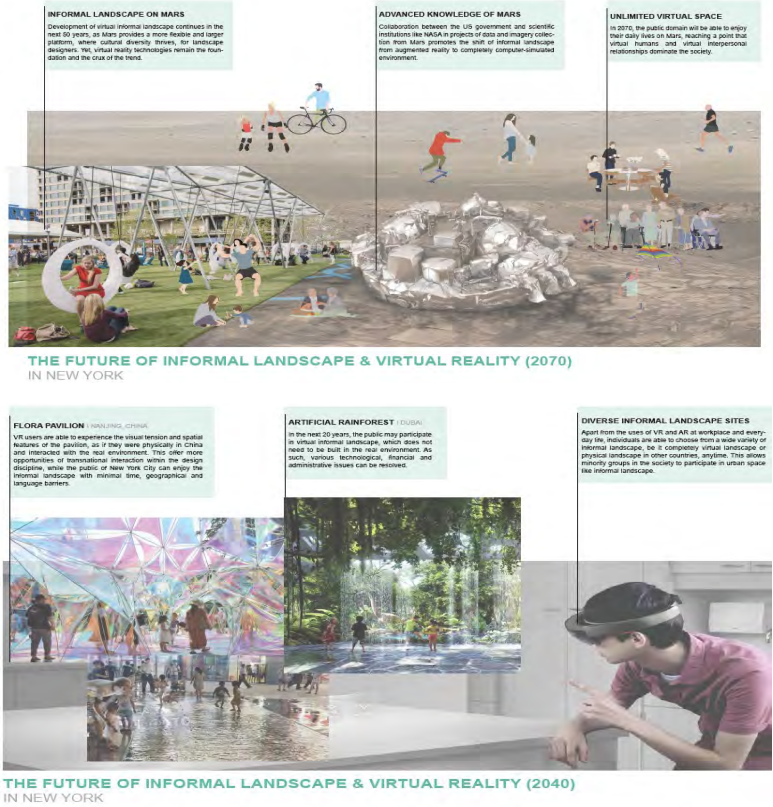 INFORMAL LANDSCAPE ON MARS
Development of virtual informal landscape continues in the
next 50 years, as Mars provides a more flexible and larger
platform, where cultural diversity thrives, for landscape
designers. Yet, virtual reality technologies remain the foun-
dation and the crux of the trend.
ADVANCED KNOWLEDGE OF MARS
Collaboration between the US government and scientific
institutions like NASA in projects of data and imagery collec-
tion from Mars promotes the shift of informal landscape
from augmented reality to completely computer-simulated
environment.
UNLIMITED VIRTUAL SPACE
In 2070, the public domain will be able to enjoy
their daily lives on Mars, reaching a point that
virtual humans and virtual interpersonal
relationships dominate the society.
THE FUTURE OF INFORMAL LANDSCAPE & VIRTUAL REALITY (2070)
IN NEW YORK
FLORA PAVILION | NANJING, CHINA
VR users are able to experience the visual tension and spatial
features of the pavilion, as if they were physically in China
and interacted with the real environment. This offer more
opportunities of transnational interaction within the design
discipline, while the public of New York City can enjoy the
informal landscape with minimal time, geographical and
language barriers.
ARTIFICIAL RAINFOREST | DUBAI
In the next 20 years, the public may participate
in virtual informal landscape, which does not
need to be built in the real environment. As
such, various technological, financial and
administrative issues can be resolved.
DIVERSE INFORMAL LANDSCAPE SITES
Apart from the uses of VR and AR at workplace and every-
day life, individuals are able to choose from a wide variety of
informal landscape, be it completely virtual landscape or
physical landscape in other countries, anytime. This allows
minority groups in the society to participate in urban space
like informal landscape.
THE FUTURE OF INFORMAL LANDSCAPE & VIRTUAL REALITY (2040)
IN NEW YORK